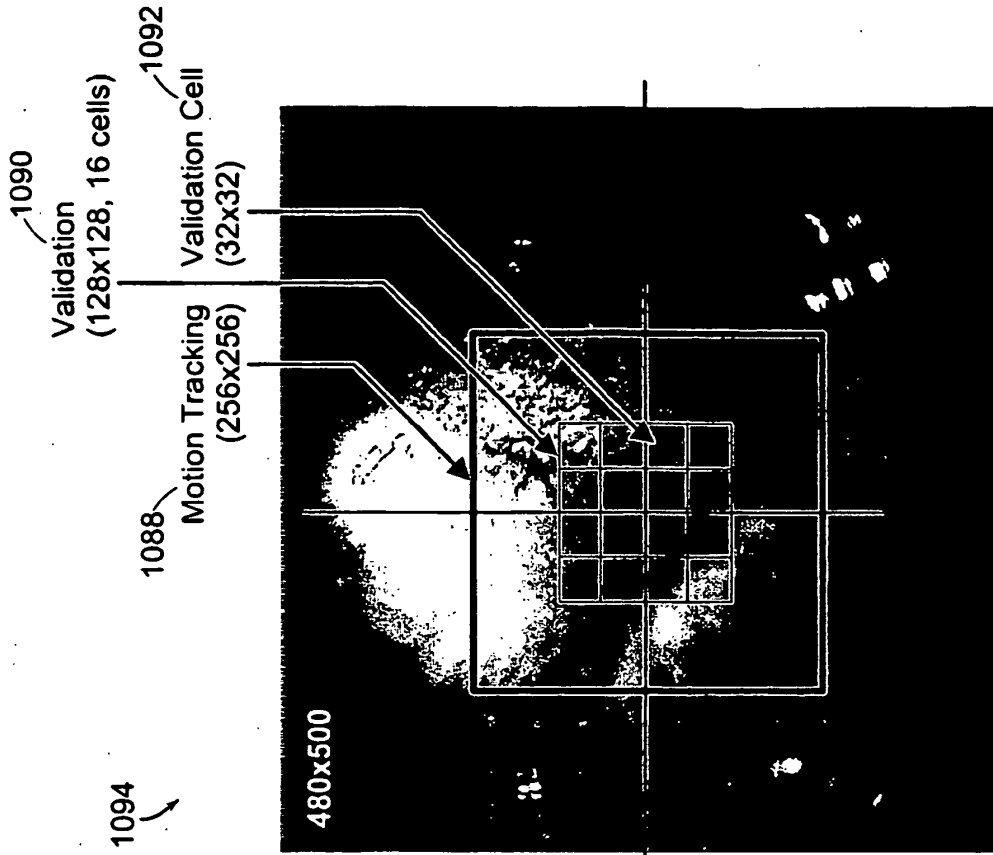 1090
Validation
(128x128, 16 cells)
1092
Validation Cell
(32x32)
1088
Motion Tracking
(256x256)
1094
480x500